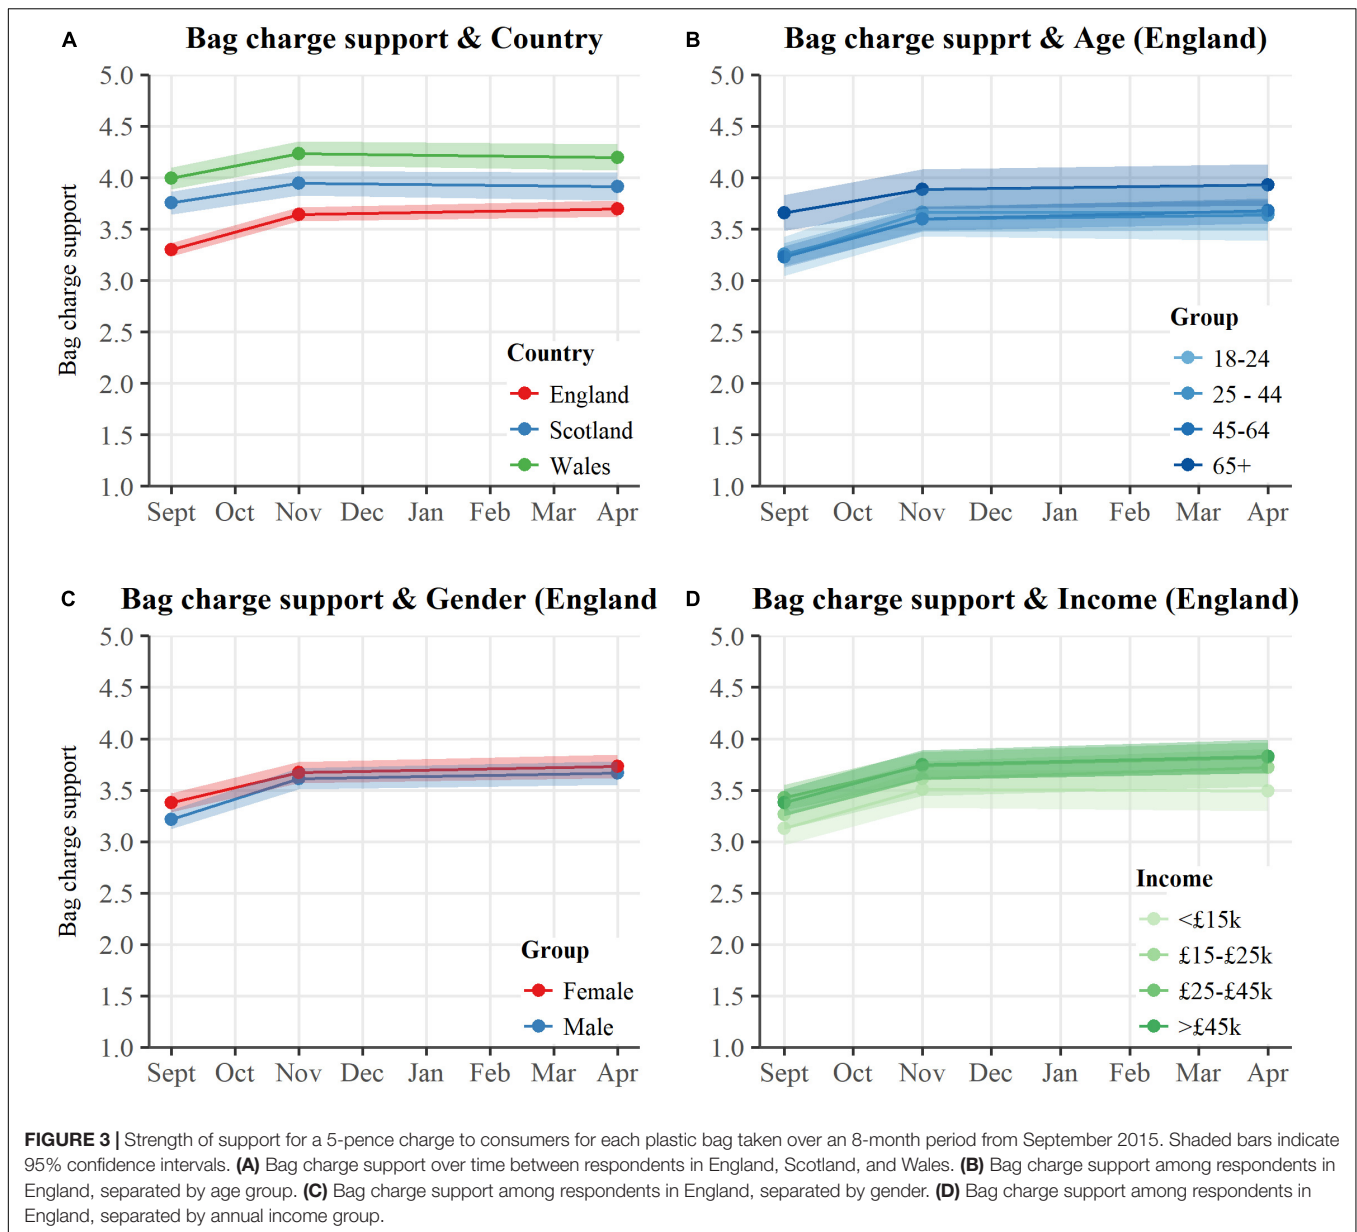 A
Bag charge support & Country
5.0
4.5
4.0
3.5
3.0
2.5
2.0
1.5
1.0
Bag charge support
Country
England
Scotland
Wales
Sept Oct Nov Dec Jan Feb Mar Apr
B
Bag charge supprt & Age (England)
5.0
4.5
4.0
3.5
3.0
2.5
2.0
1.5
1.0
Group
18-24
25 - 44
45-64
65+
Sept Oct Nov Dec Jan Feb Mar Apr
C
Bag charge support & Gender (England
5.0
4.5
4.0
3.5
3.0
2.5
2.0
1.5
1.0
Bag charge support
Group
Female
Male
Sept Oct Nov Dec Jan Feb Mar Apr
D
Bag charge support & Income (England)
5.0
4.5
4.0
3.5
3.0
2.5
2.0
1.5
1.0
Income
<£15k
£15-£25k
£25-£45k
>£45k
Sept Oct Nov Dec Jan Feb Mar Apr
FIGURE 3 | Strength of support for a 5-pence charge to consumers for each plastic bag taken over an 8-month period from September 2015. Shaded bars indicate
95% confidence intervals. (A) Bag charge support over time between respondents in England, Scotland, and Wales. (B) Bag charge support among respondents in
England, separated by age group. (C) Bag charge support among respondents in England, separated by gender. (D) Bag charge support among respondents in
England, separated by annual income group.